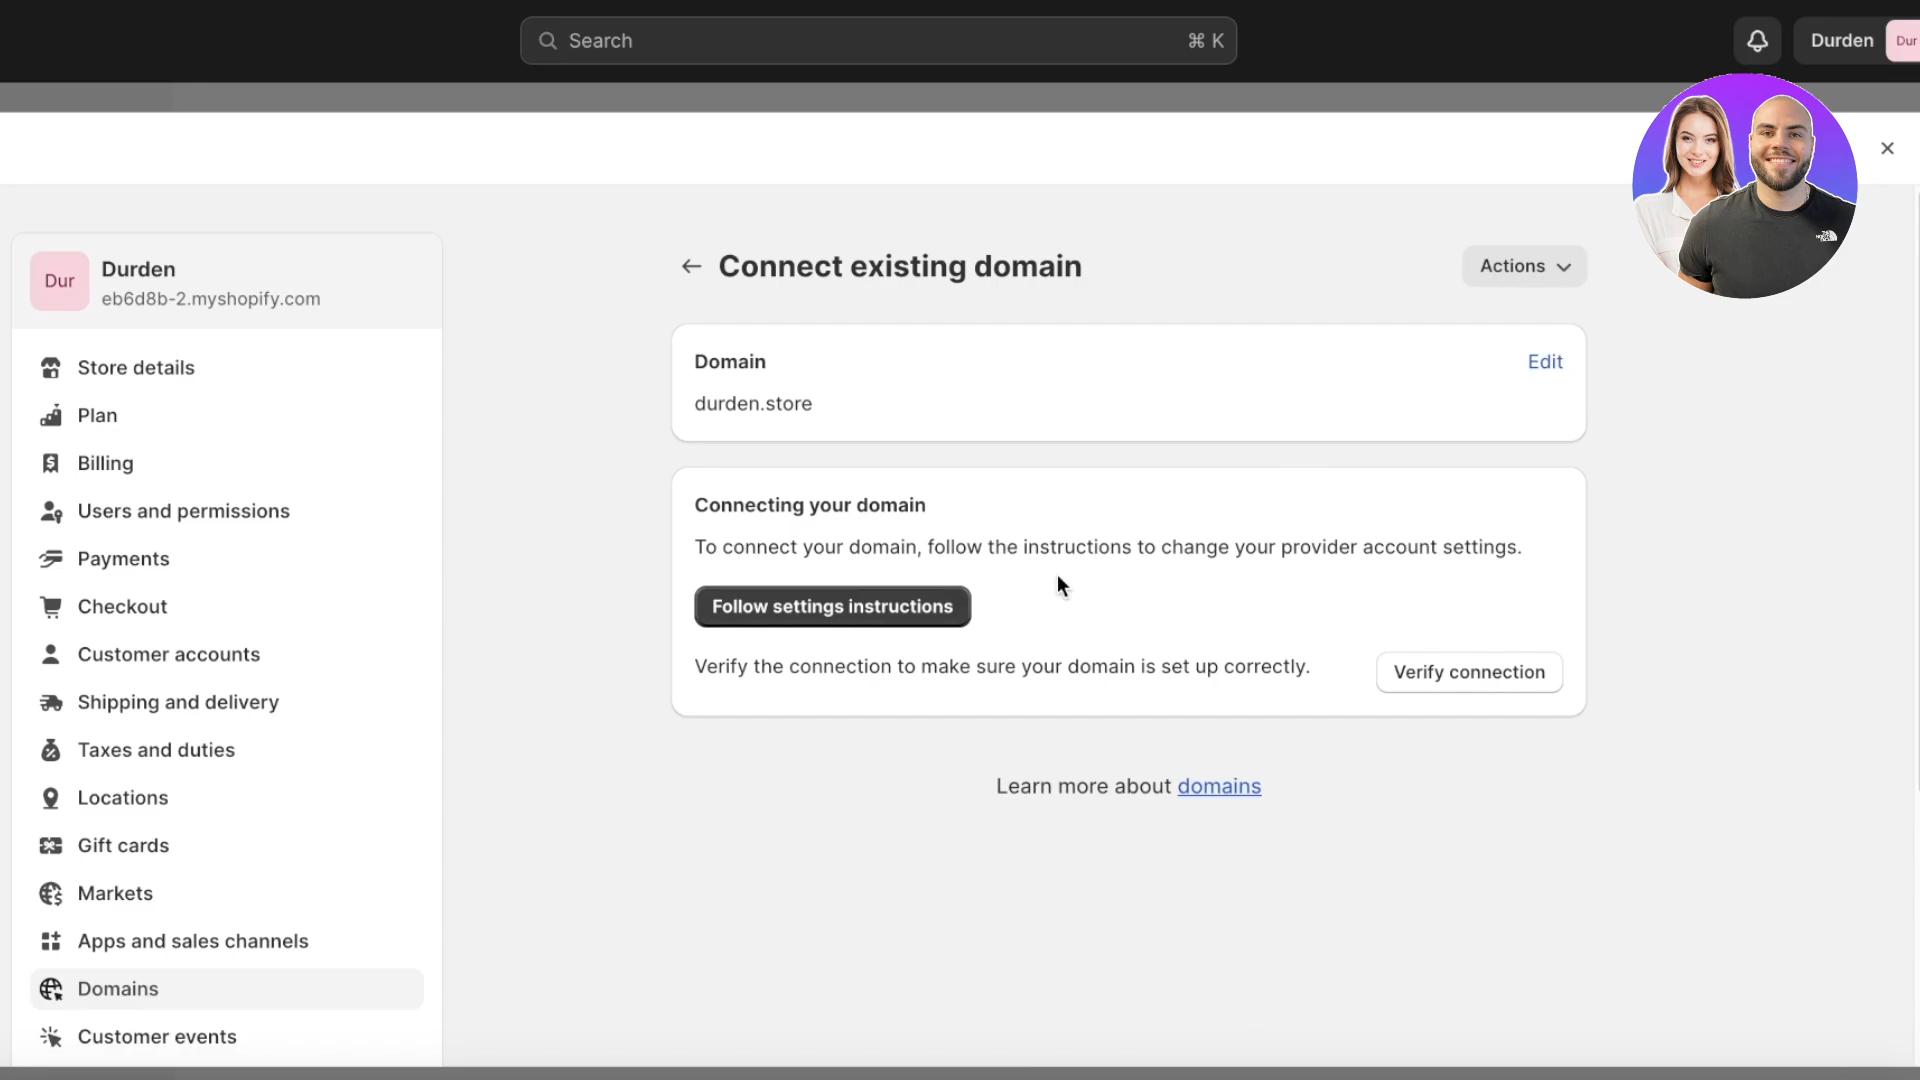 Search
⌘ K
Durden
Dur
Dur
Durden
eb6d8b-2.myshopify.com
Store details
Plan
Billing
Users and permissions
Payments
Checkout
Customer accounts
Shipping and delivery
Taxes and duties
Locations
Gift cards
Markets
Apps and sales channels
Domains
Customer events
Connect existing domain
Actions
Domain
Edit
durden.store
Connecting your domain
To connect your domain, follow the instructions to change your provider account settings.
Follow settings instructions
Verify the connection to make sure your domain is set up correctly.
Verify connection
Learn more about domains